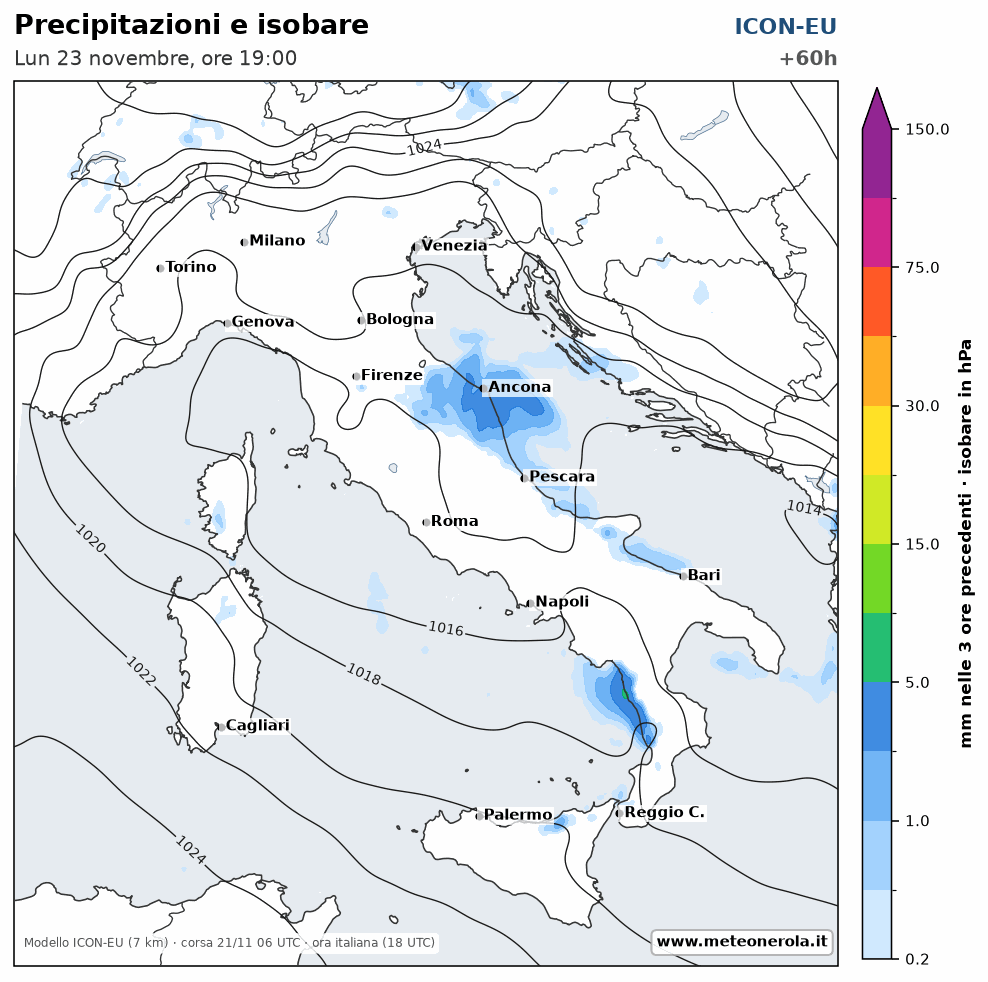 Precipitazioni e isobare
ICON-EU
Lun 23 novembre, ore 19:00
+60h
1024
150.0
Milano
Venezia
Torino
75.0
Genova
Bologna
Firenze
Ancona
30.0
Pescara
1014
Roma
1020
15.0
Bari
Napoli
1016
1018
1022
5.0
Cagliari
Palermo
Reggio C.
1.0
1024
mm nelle 3 ore precedenti · isobare in hPa
Modello ICON-EU (7 km) · corsa 21/11 06 UTC · ora italiana (18 UTC)
www.meteonerola.it
0.2